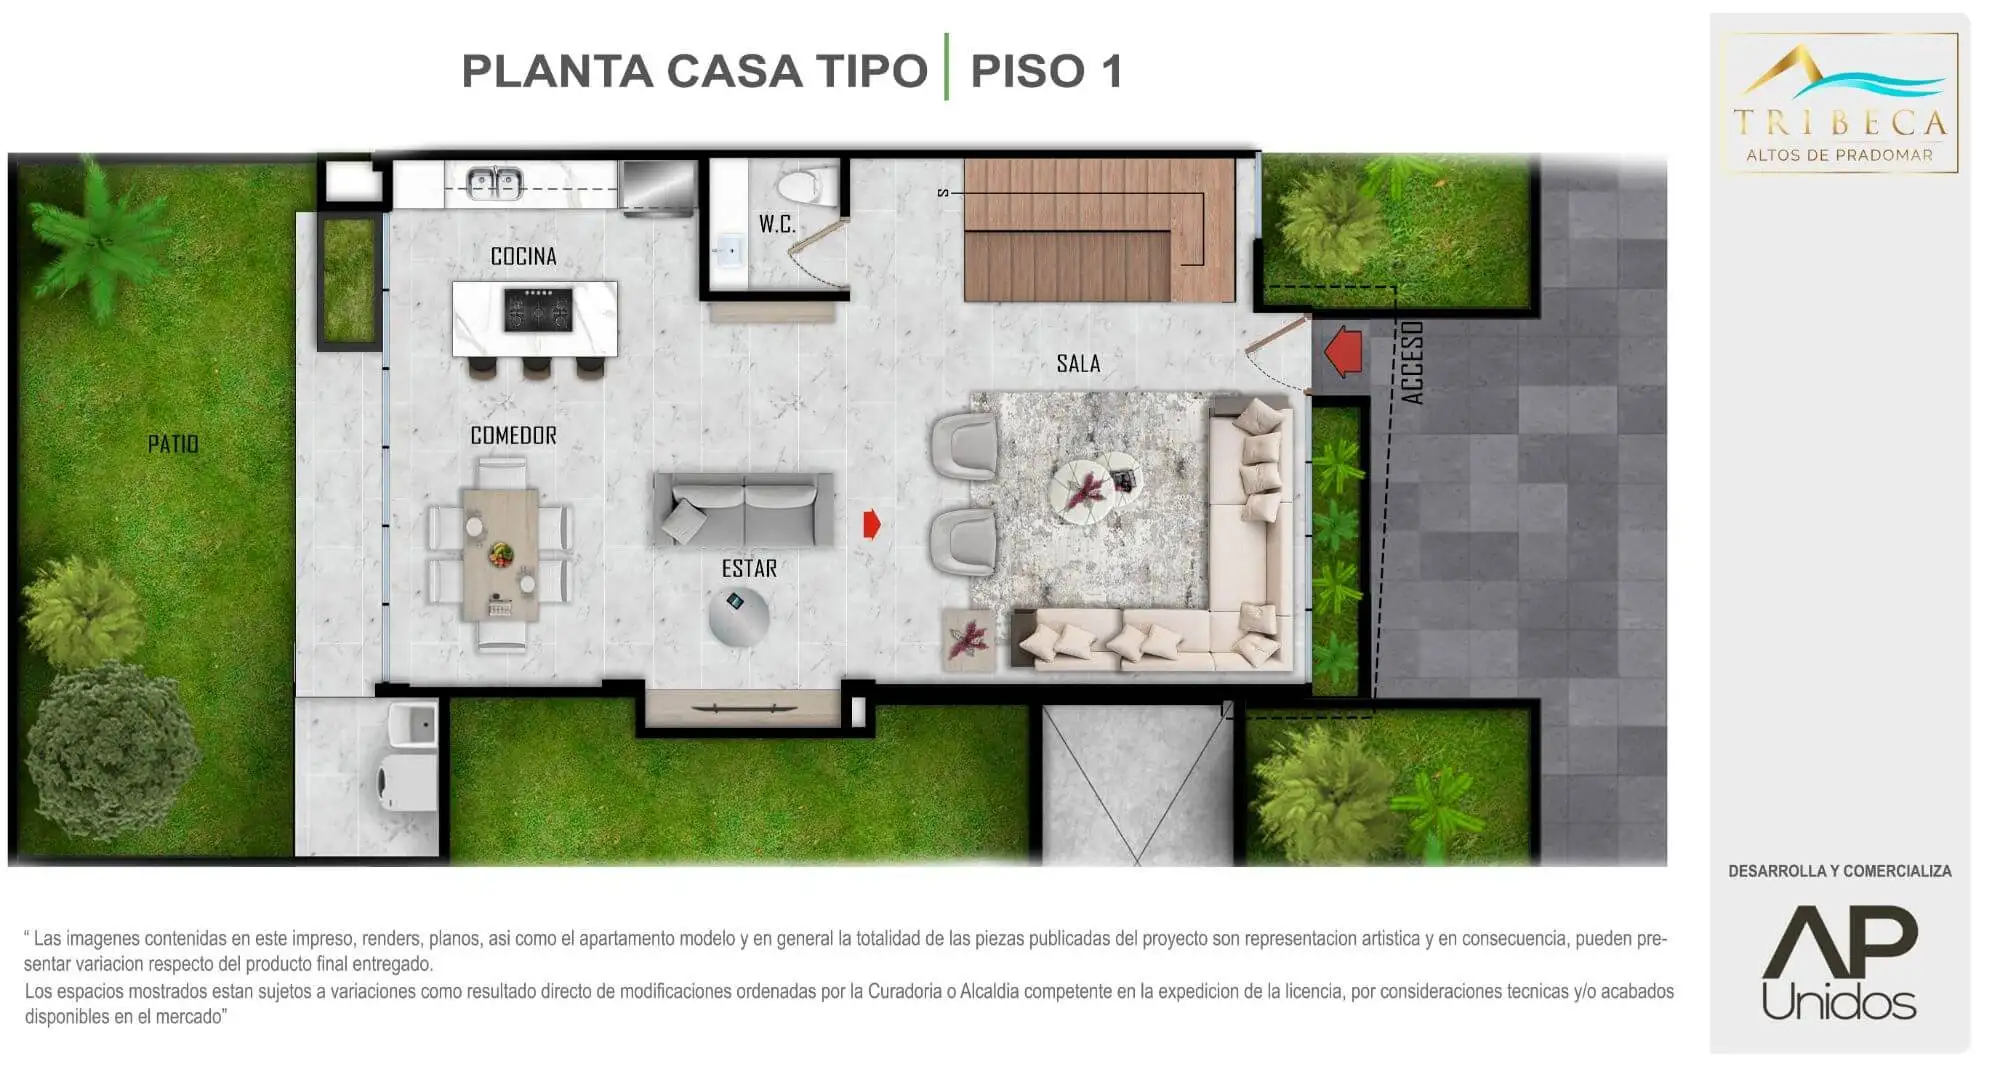 PLANTA CASA TIPO | PISO 1
TRIBECA
ALTOS DE PRADOMAR
S
W.C.
COCINA
ACCESO
SALA
COMEDOR
PATIO
ESTAR
DESARROLLA Y COMERCIALIZA
AP
Unidos
“ Las imagenes contenidas en este impreso, renders, planos, asi como el apartamento modelo y en general la totalidad de las piezas publicadas del proyecto son representacion artistica y en consecuencia, pueden pre-
sentar variacion respecto del producto final entregado.
Los espacios mostrados estan sujetos a variaciones como resultado directo de modificaciones ordenadas por la Curadoria o Alcaldia competente en la expedicion de la licencia, por consideraciones tecnicas y/o acabados
disponibles en el mercado”